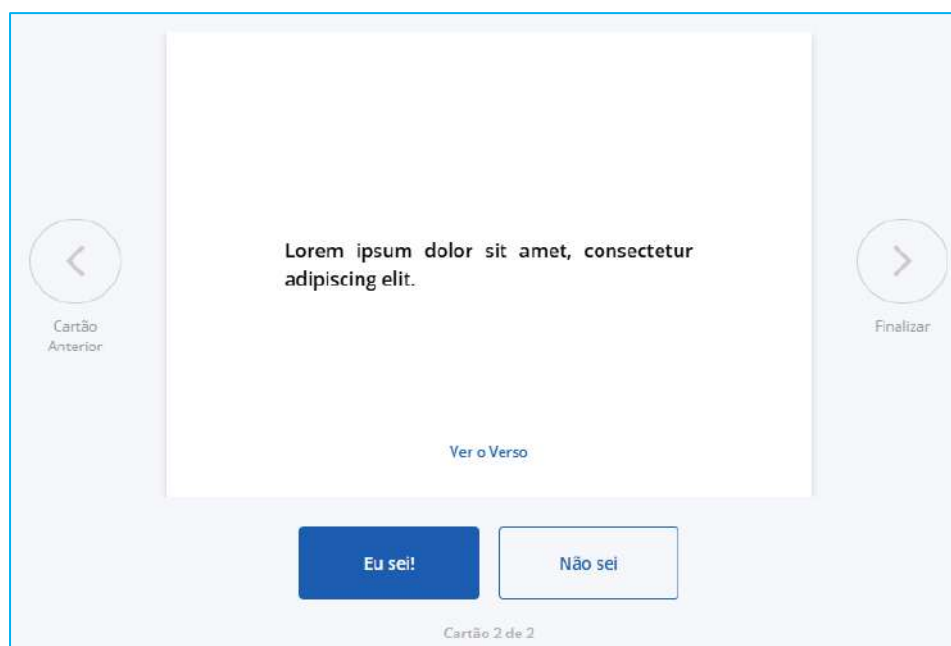 Lorem ipsum dolor sit amet, consectetur
adipiscing elit.
Cartão
Anterior
Finalizar
Ver o Verso
Eu sei!
Não sei
Cartão 2 de 2